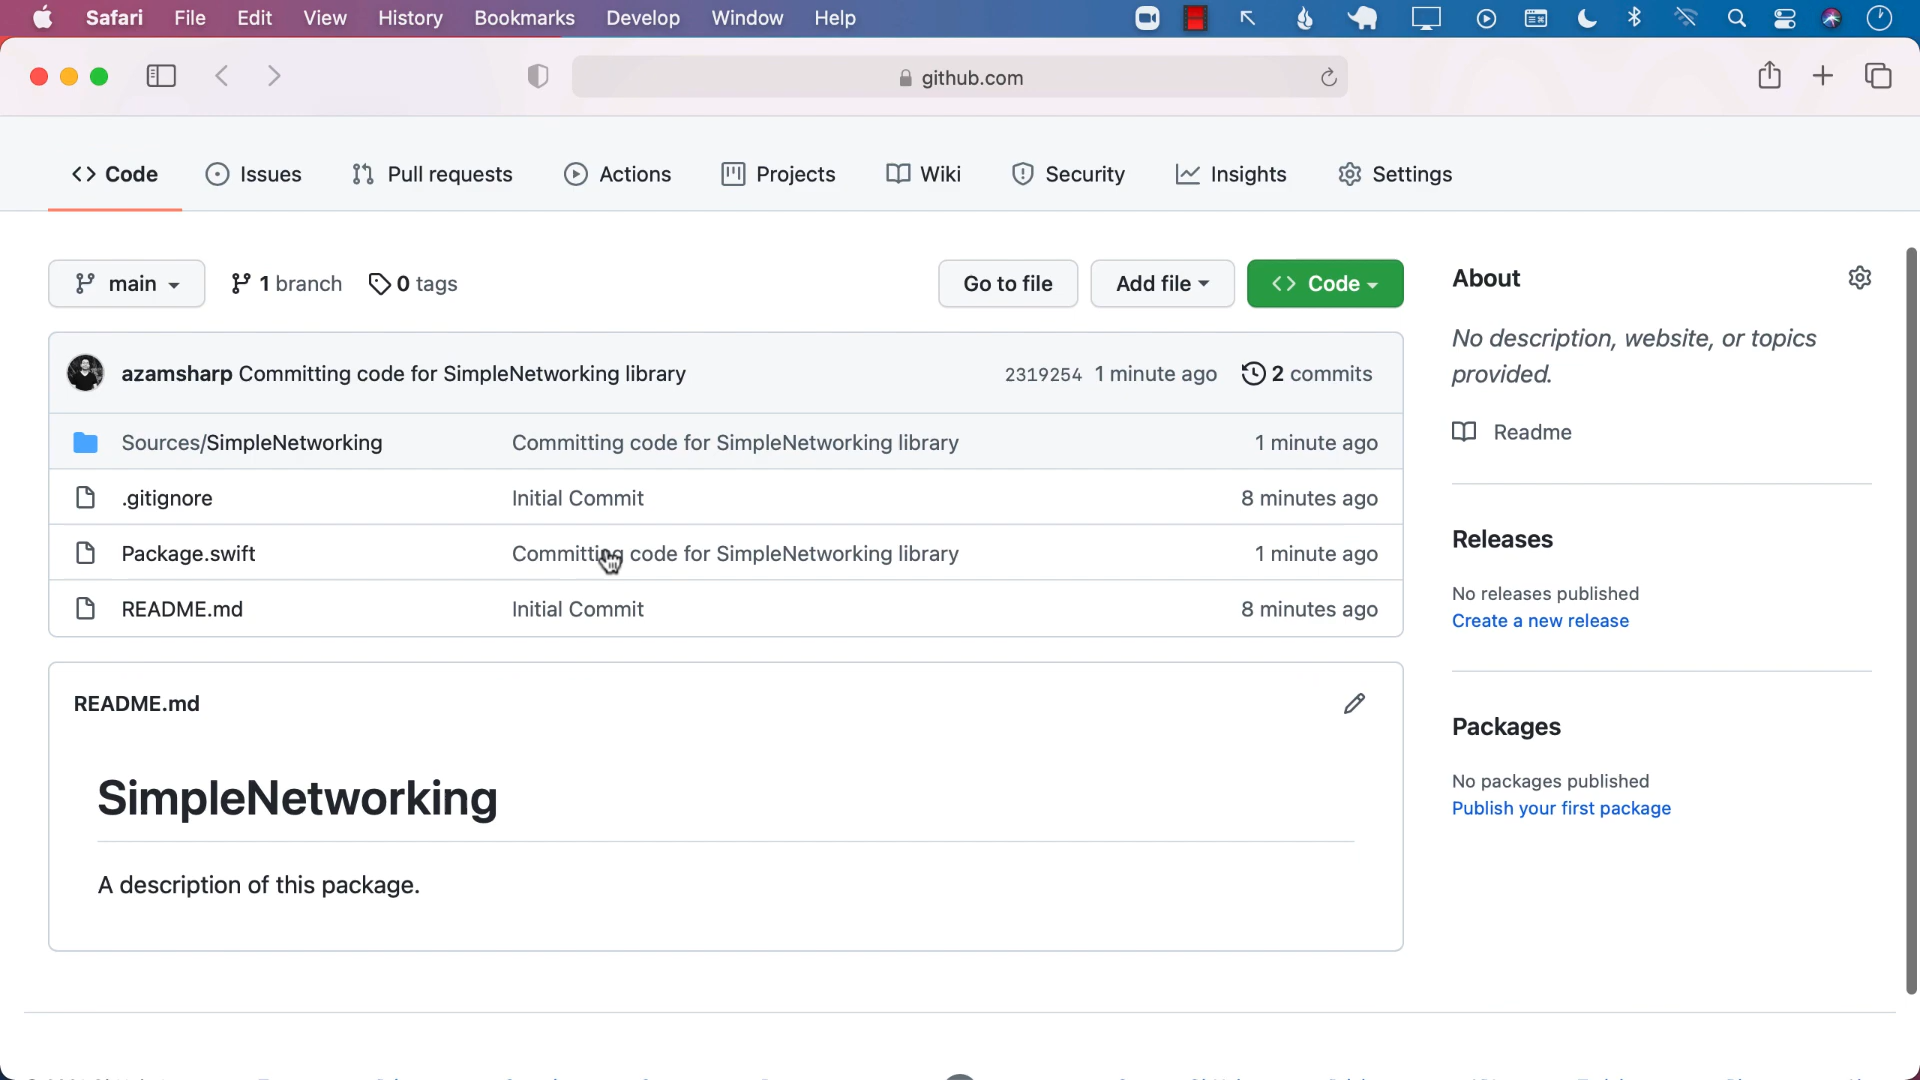 Safari File Edit View History Bookmarks Develop Window Help
github.com
Code Issues Pull requests Actions Projects Wiki Security Insights Settings
main 1 branch 0 tags Go to file Add file Code
azamsharp Committing code for SimpleNetworking library 2319254 1 minute ago 2 commits
Sources/SimpleNetworking Committing code for SimpleNetworking library 1 minute ago
.gitignore Initial Commit 8 minutes ago
Package.swift Committing code for SimpleNetworking library 1 minute ago
README.md Initial Commit 8 minutes ago
README.md
SimpleNetworking
A description of this package.
About
No description, website, or topics
provided.
Readme
Releases
No releases published
Create a new release
Packages
No packages published
Publish your first package